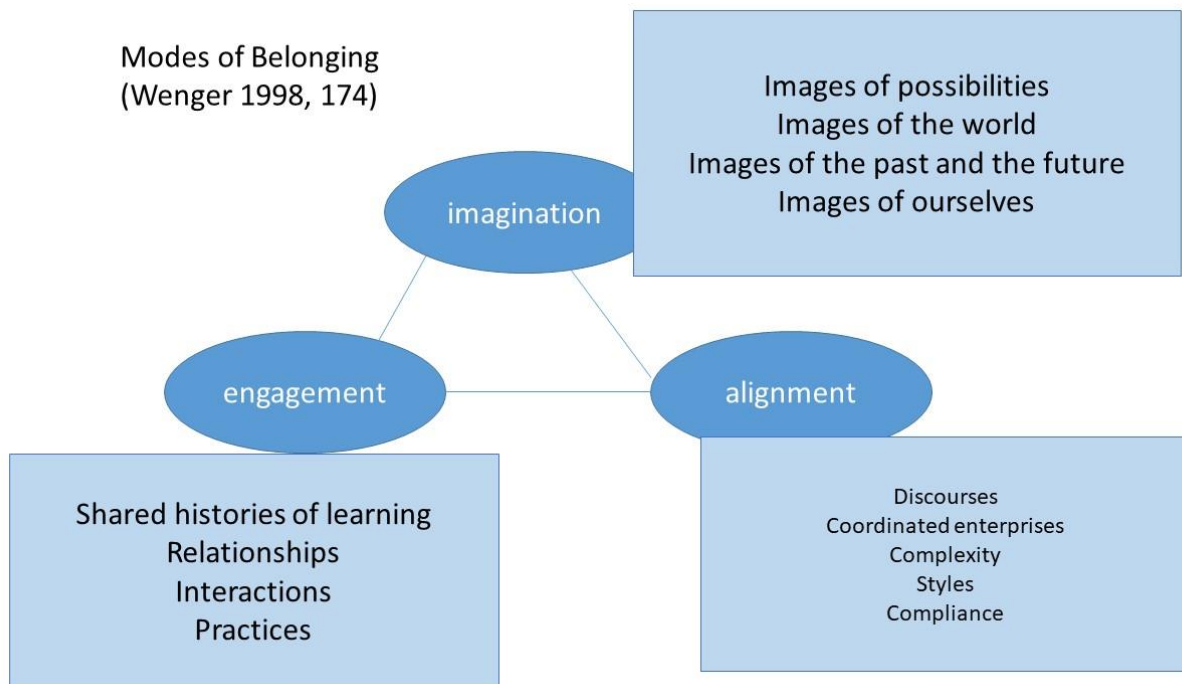 Modes of Belonging
(Wenger 1998, 174)
Images of possibilities
Images of the world
Images of the past and the future
Images of ourselves
imagination
engagement
alignment
Shared histories of learning
Relationships
Interactions
Practices
Discourses
Coordinated enterprises
Complexity
Styles
Compliance